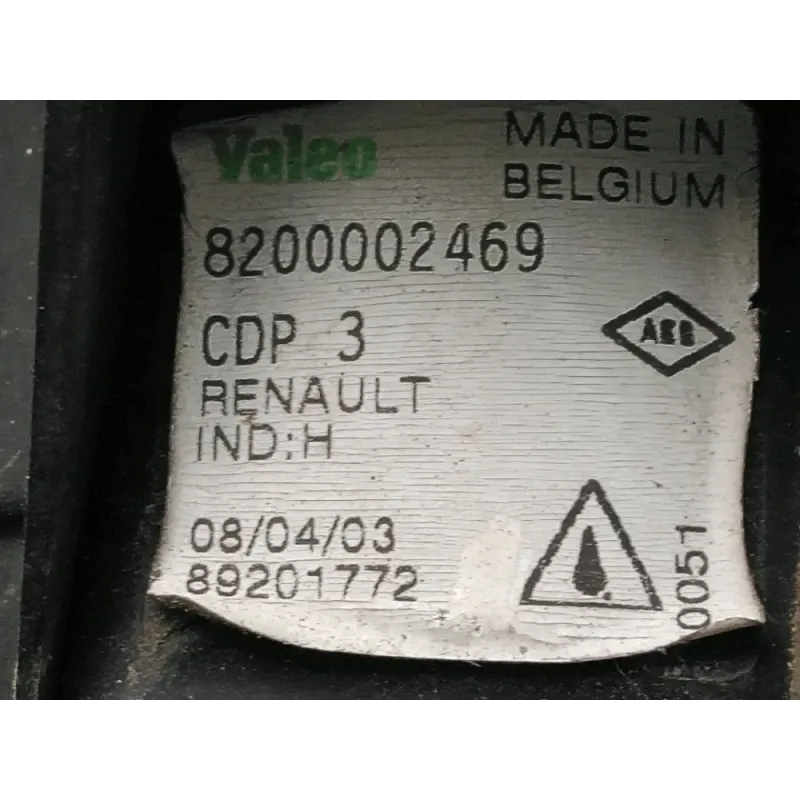 Valeo
MADE IN
BELGIUM
8200002469
CDP 3
RENAULT
IND:H
08/04/03
89201772
0051